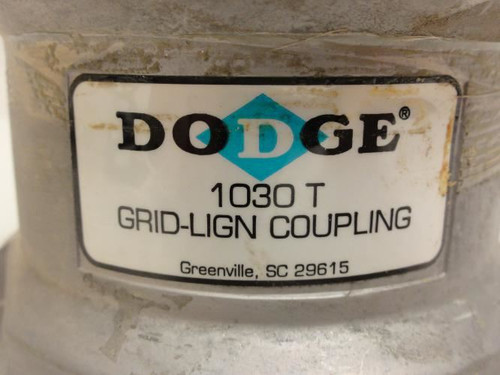 DODGE®
1030 T
GRID-LIGN COUPLING
Greenville, SC 29615